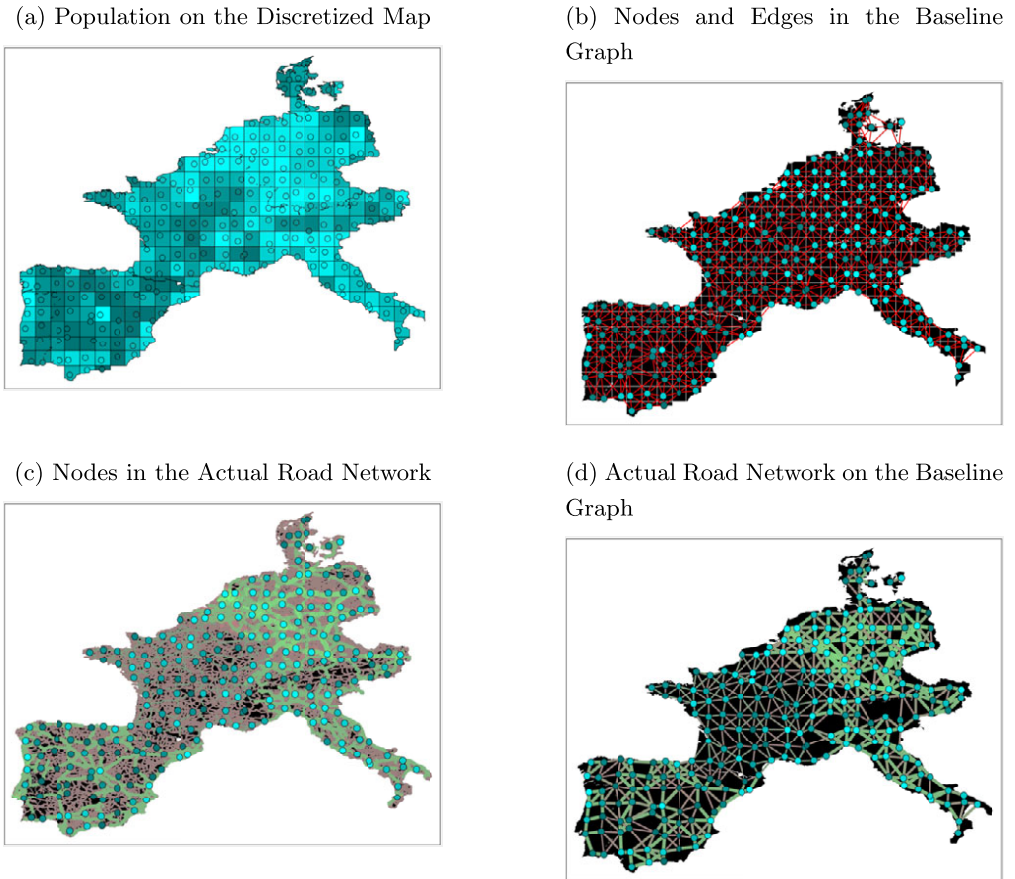 (a) Population on the Discretized Map
(b) Nodes and Edges in the Baseline
Graph
(c) Nodes in the Actual Road Network
(d) Actual Road Network on the Baseline
Graph